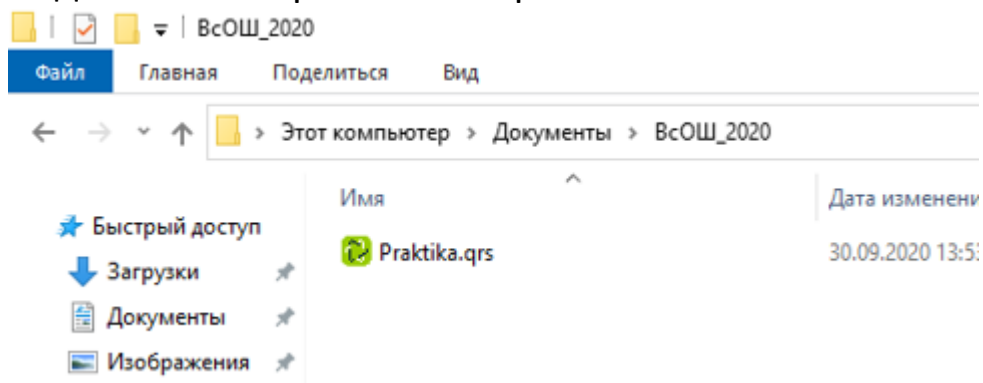 ВсОШ_2020
Файл Главная Поделиться Вид
Этот компьютер > Документы > ВсОШ_2020
Имя Дата изменени
Быстрый доступ
Praktika.qrs 30.09.2020 13:53
Загрузки
Документы
Изображения